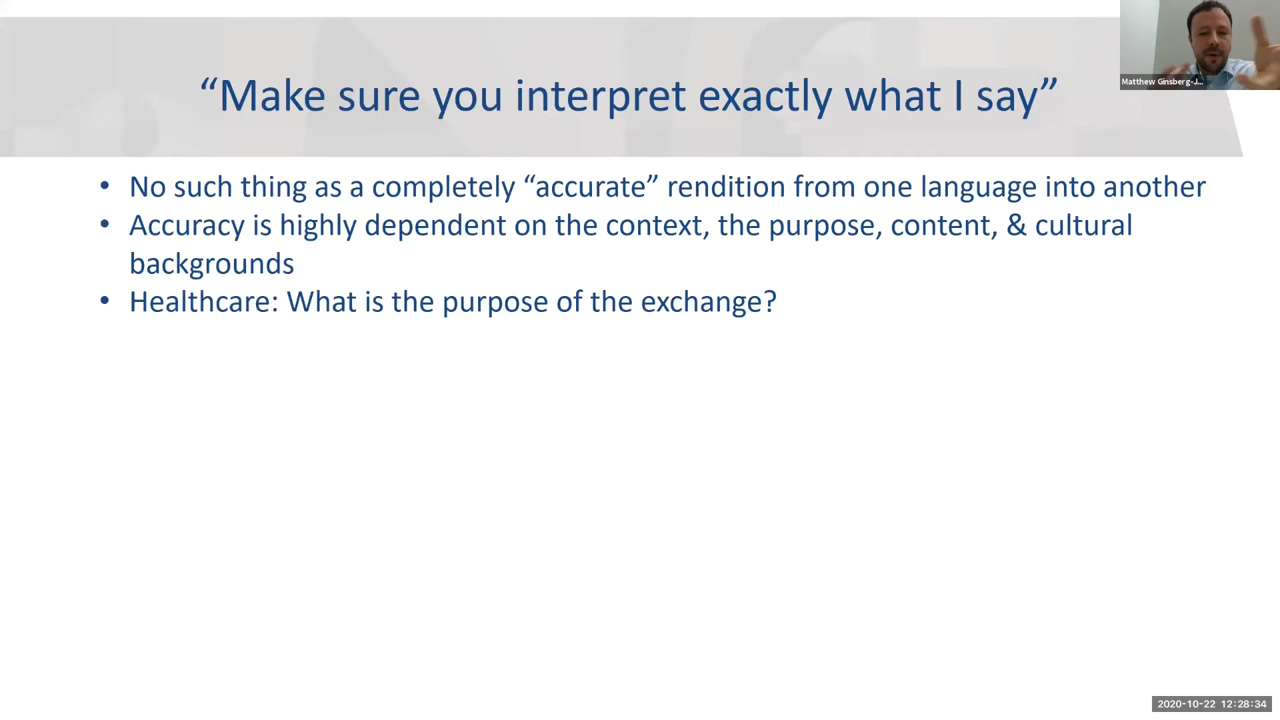 “Make sure you interpret exactly what I say”
Matthew Ginsberg-J...
• No such thing as a completely “accurate” rendition from one language into another
• Accuracy is highly dependent on the context, the purpose, content, & cultural
backgrounds
• Healthcare: What is the purpose of the exchange?
2020-10-22 12:28:34